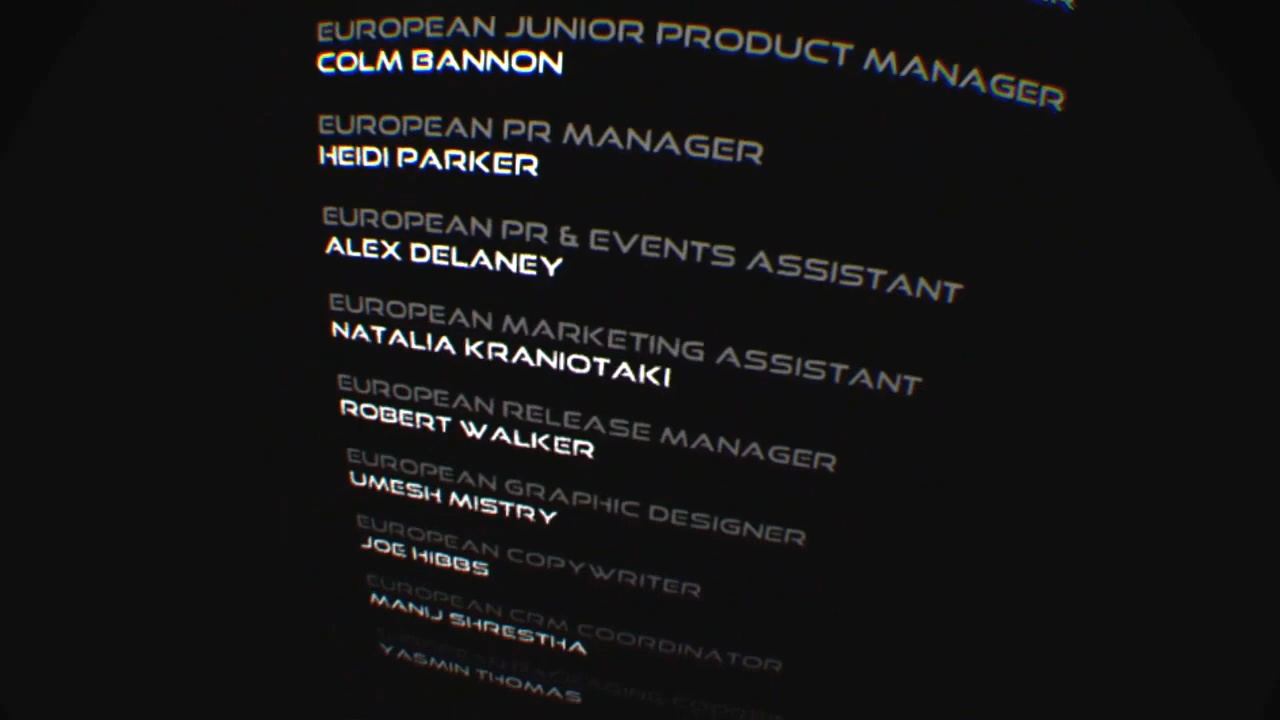 EUROPEAN JUNIOR PRODUCT MANAGER
COLM BANNON
EUROPEAN PR MANAGER
HEIDI PARKER
EUROPEAN PR & EVENTS ASSISTANT
ALEX DELANEY
EUROPEAN MARKETING ASSISTANT
NATALIA KRANIOTAKI
EUROPEAN RELEASE MANAGER
ROBERT WALKER
EUROPEAN GRAPHIC DESIGNER
UMESH MISTRY
EUROPEAN COPYWRITER
JOE HIBBS
EUROPEAN CRM COORDINATOR
MANIJ SHRESTHA
YASMIN THOMAS